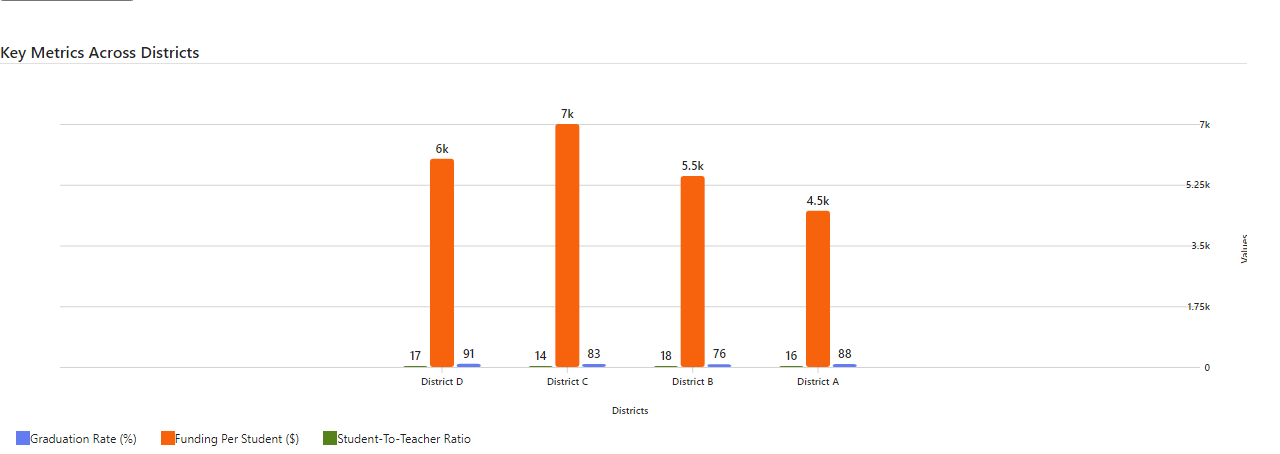 Key Metrics Across Districts
7k
7k
6k
5.5k
5.25k
4.5k
3.5k
Values
1.75k
17 91 14 83 18 76 16 88
0
District D District C District B District A
Districts
Graduation Rate (%) Funding Per Student ($) Student-To-Teacher Ratio